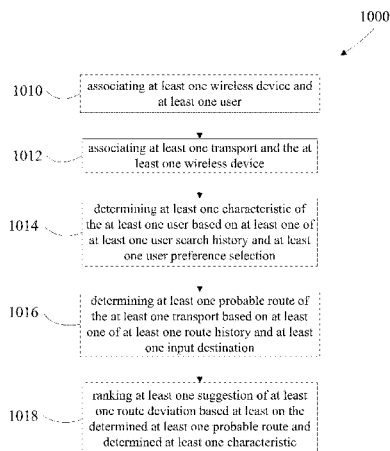 1000
1010
associating at least one wireless device and
at least one user
1012
associating at least one transport and the at
least one wireless device
1014
determining at least one characteristic of
the at least one user based on at least one of
at least one user search history and at least
one user preference selection
1016
determining at least one probable route of
the at least one transport based on at least
one of at least one route history and at least
one input destination
1018
ranking at least one suggestion of at least
one route deviation based at least on the
determined at least one probable route and
determined at least one characteristic